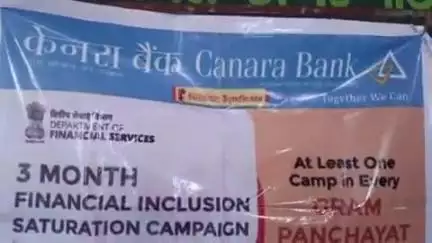 केनरा बैंक Canara Bank
Syndicate
Together We Can
वित्तीय सेवाएं विभाग
DEPARTMENT OF
FINANCIAL SERVICES
3 MONTH
FINANCIAL INCLUSION
SATURATION CAMPAIGN
At Least One
Camp in Every
GRAM
PANCHAYAT